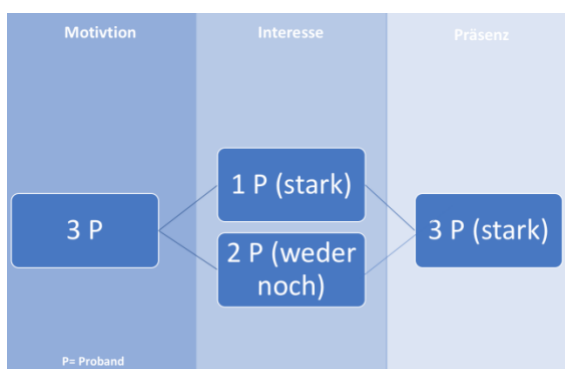 Motivtion
Interesse
Präsenz
1 P (stark)
3 P
2 P (weder
noch)
3 P (stark)
P= Proband